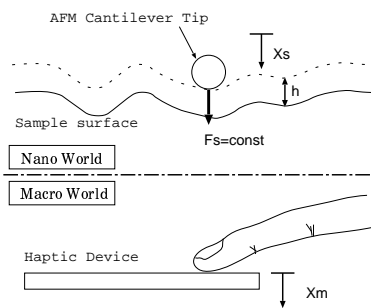 AFM Cantilever Tip
Xs
h
Sample surface
Fs=const
Nano World
Macro World
Haptic Device
Xm